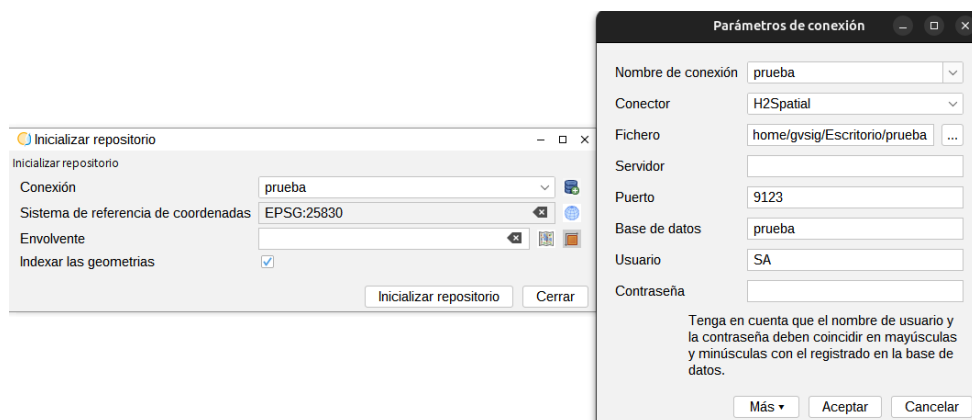 Inicializar repositorio
Inicializar repositorio
Conexión prueba
Sistema de referencia de coordenadas EPSG:25830
Envolvente
Indexar las geometrias
Inicializar repositorio Cerrar
Parámetros de conexión
Nombre de conexión prueba
Conector H2Spatial
Fichero home/gvsig/Escritorio/prueba ...
Servidor
Puerto 9123
Base de datos prueba
Usuario SA
Contraseña
Tenga en cuenta que el nombre de usuario y
la contraseña deben coincidir en mayúsculas
y minúsculas con el registrado en la base de
datos.
Más Aceptar Cancelar